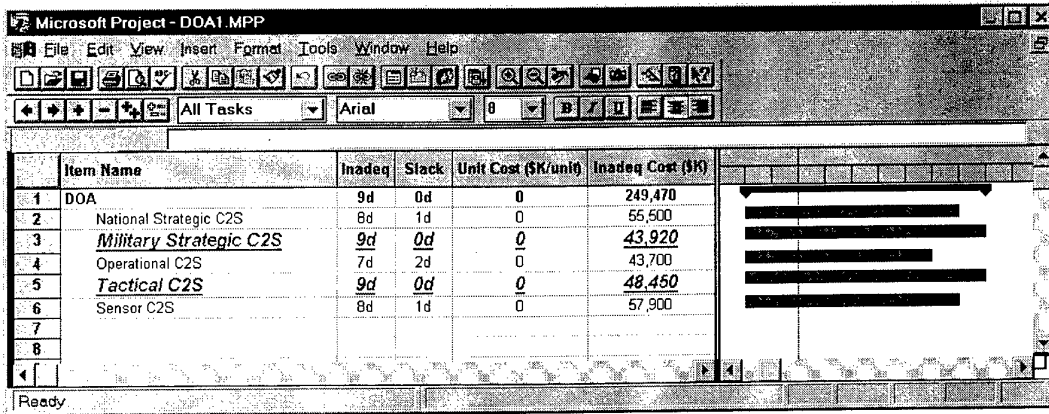 Microsoft Project - DOA1.MPP
File Edit View Insert Format Tools Window Help
All Tasks Arial 8 B I U
Item Name Inadeq Slack Unit Cost ($K/unit) Inadeq Cost ($K)
1 DOA 9d 0d 0 249,470
2 National Strategic C2S 8d 1d 0 55,500
3 Military Strategic C2S 9d 0d 0 43,920
4 Operational C2S 7d 2d 0 43,700
5 Tactical C2S 9d 0d 0 48,450
6 Sensor C2S 8d 1d 0 57,900
7
8
Ready